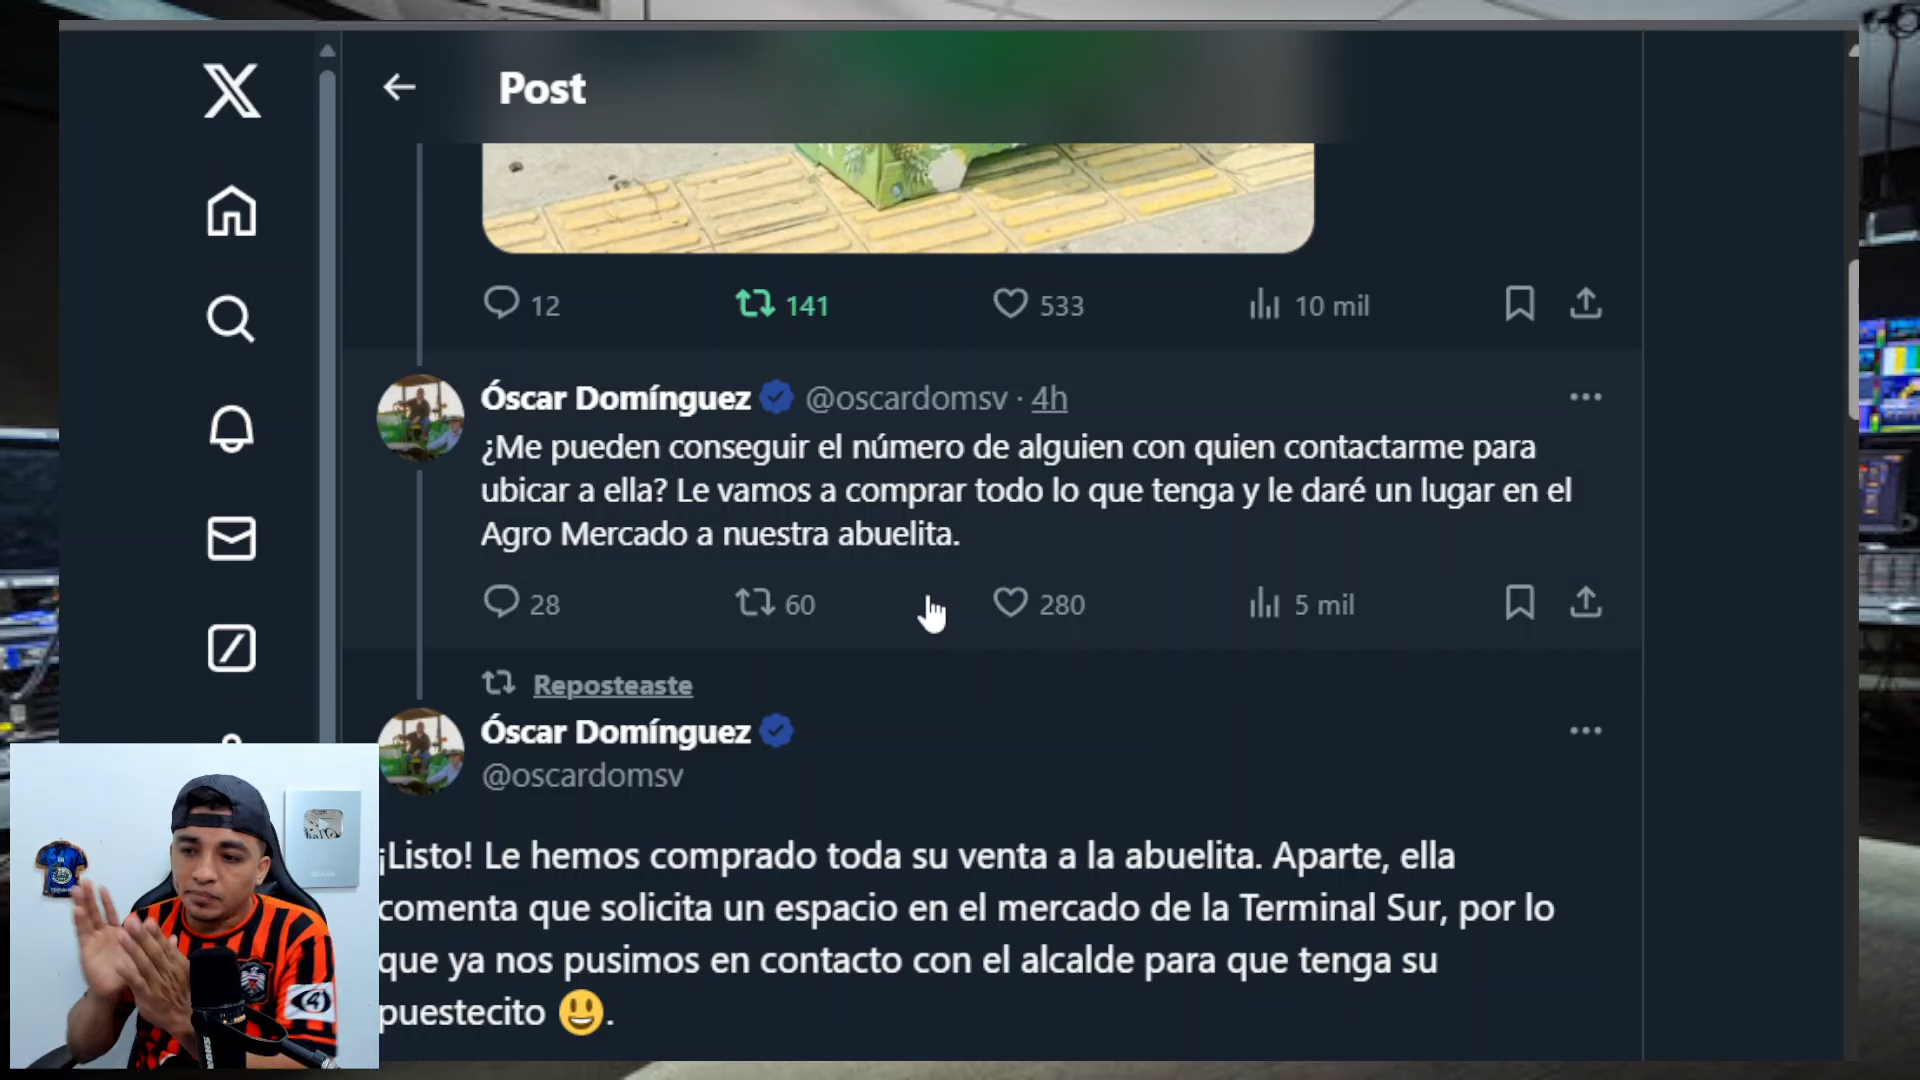 Post
12 141 533 10 mil
Óscar Domínguez @oscardomsv · 4h
¿Me pueden conseguir el número de alguien con quien contactarme para
ubicar a ella? Le vamos a comprar todo lo que tenga y le daré un lugar en el
Agro Mercado a nuestra abuelita.
28 60 280 5 mil
Reposteaste
Óscar Domínguez
@oscardomsv
¡Listo! Le hemos comprado toda su venta a la abuelita. Aparte, ella
comenta que solicita un espacio en el mercado de la Terminal Sur, por lo
que ya nos pusimos en contacto con el alcalde para que tenga su
puestecito 😃.
4